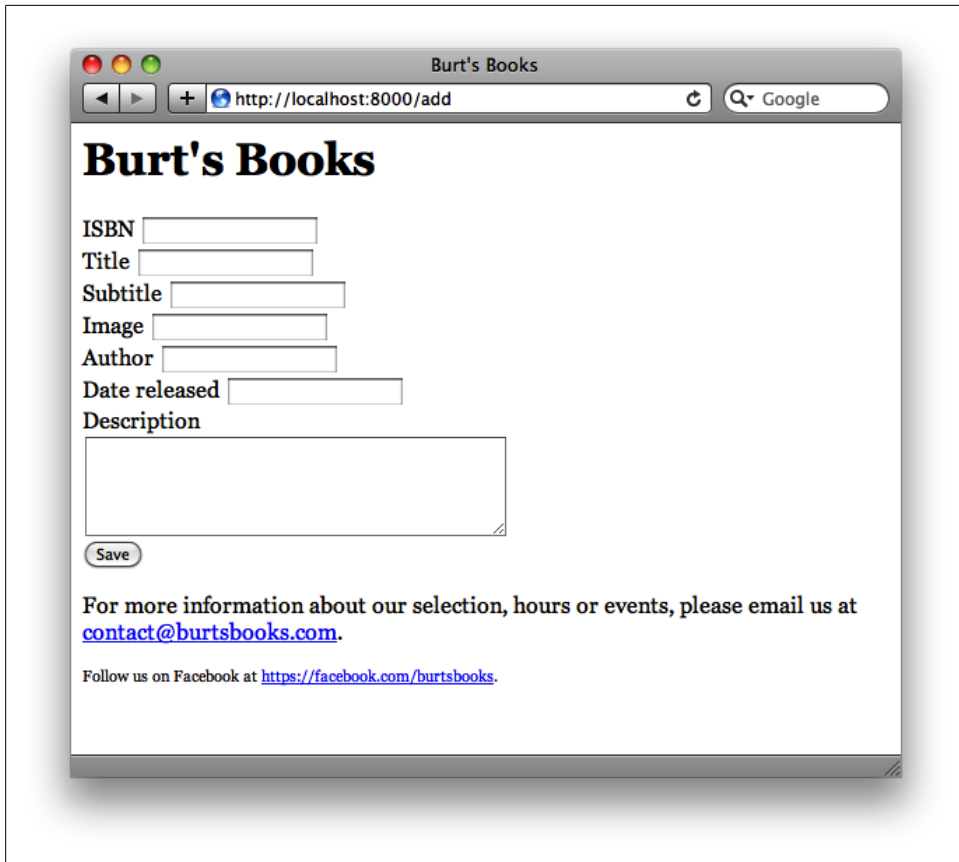 Burt's Books
+ http://localhost:8000/add Google
Burt's Books
ISBN
Title
Subtitle
Image
Author
Date released
Description
Save
For more information about our selection, hours or events, please email us at
contact@burtsbooks.com.
Follow us on Facebook at https://facebook.com/burtsbooks.